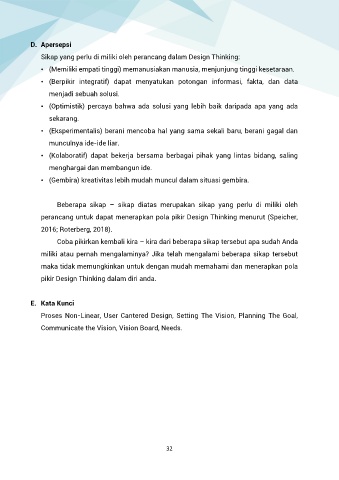 D. Apersepsi
Sikap yang perlu di miliki oleh perancang dalam Design Thinking:
• (Memiliki empati tinggi) memanusiakan manusia, menjunjung tinggi kesetaraan.
• (Berpikir integratif) dapat menyatukan potongan informasi, fakta, dan data
menjadi sebuah solusi.
• (Optimistik) percaya bahwa ada solusi yang lebih baik daripada apa yang ada
sekarang.
• (Eksperimentalis) berani mencoba hal yang sama sekali baru, berani gagal dan
munculnya ide-ide liar.
• (Kolaboratif) dapat bekerja bersama berbagai pihak yang lintas bidang, saling
menghargai dan membangun ide.
• (Gembira) kreativitas lebih mudah muncul dalam situasi gembira.
Beberapa sikap – sikap diatas merupakan sikap yang perlu di miliki oleh
perancang untuk dapat menerapkan pola pikir Design Thinking menurut (Speicher,
2016; Roterberg, 2018).
Coba pikirkan kembali kira – kira dari beberapa sikap tersebut apa sudah Anda
miliki atau pernah mengalaminya? Jika telah mengalami beberapa sikap tersebut
maka tidak memungkinkan untuk dengan mudah memahami dan menerapkan pola
pikir Design Thinking dalam diri anda.
E. Kata Kunci
Proses Non-Linear, User Cantered Design, Setting The Vision, Planning The Goal,
Communicate the Vision, Vision Board, Needs.
32